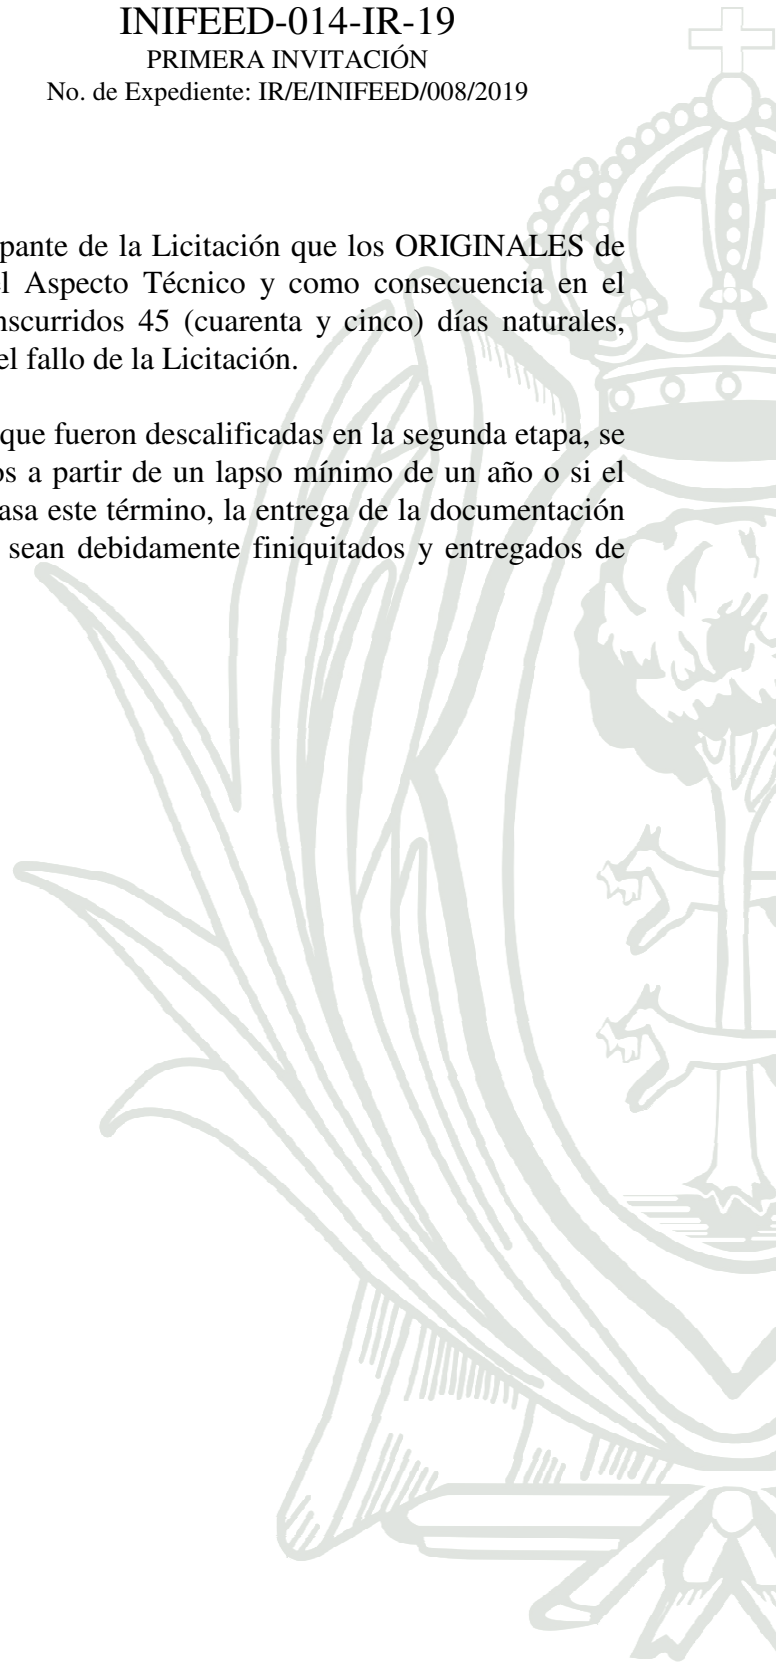 INIFEED-014-IR-19
PRIMERA INVITACIÓN
No. de Expediente: IR/E/INIFEED/008/2019
pante de la Licitación que los ORIGINALES de
l Aspecto Técnico y como consecuencia en el
nscurridos 45 (cuarenta y cinco) días naturales,
el fallo de la Licitación.
que fueron descalificadas en la segunda etapa, se
os a partir de un lapso mínimo de un año o si el
asa este término, la entrega de la documentación
sean debidamente finiquitados y entregados de